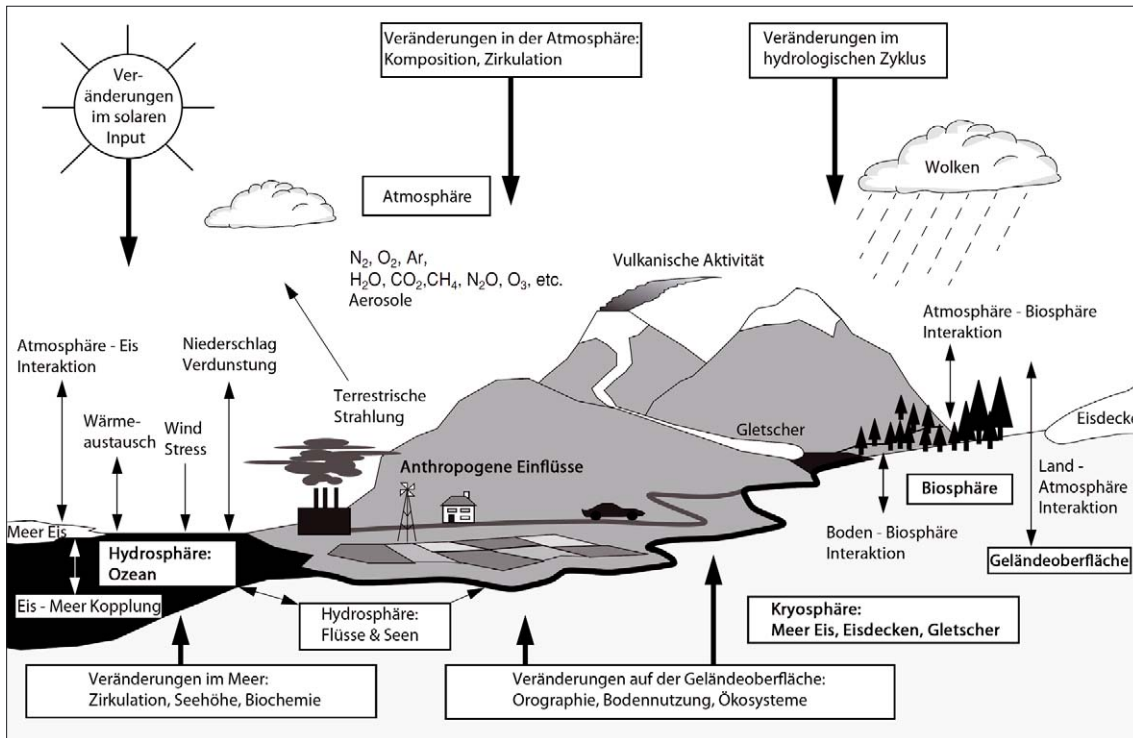 Veränderungen in der Atmosphäre:
Komposition, Zirkulation
Veränderungen im
hydrologischen Zyklus
Ver-
änderungen
im solaren
Input
Wolken
Atmosphäre
N₂, O₂, Ar,
H₂O, CO₂,CH₄, N₂O, O₃, etc.
Aerosole
Vulkanische Aktivität
Atmosphäre - Biosphäre
Interaktion
Atmosphäre - Eis
Interaktion
Niederschlag
Verdunstung
Terrestrische
Strahlung
Wärme-
austausch
Wind
Stress
Gletscher
Eisdecke
Anthropogene Einflüsse
Land -
Atmosphäre
Interaktion
Biosphäre
Meer Eis
Hydrosphäre:
Ozean
Boden - Biosphäre
Interaktion
Geländeoberfläche
Eis - Meer Kopplung
Hydrosphäre:
Flüsse & Seen
Kryosphäre:
Meer Eis, Eisdecken, Gletscher
Veränderungen im Meer:
Zirkulation, Seehöhe, Biochemie
Veränderungen auf der Geländeoberfläche:
Orographie, Bodennutzung, Ökosysteme